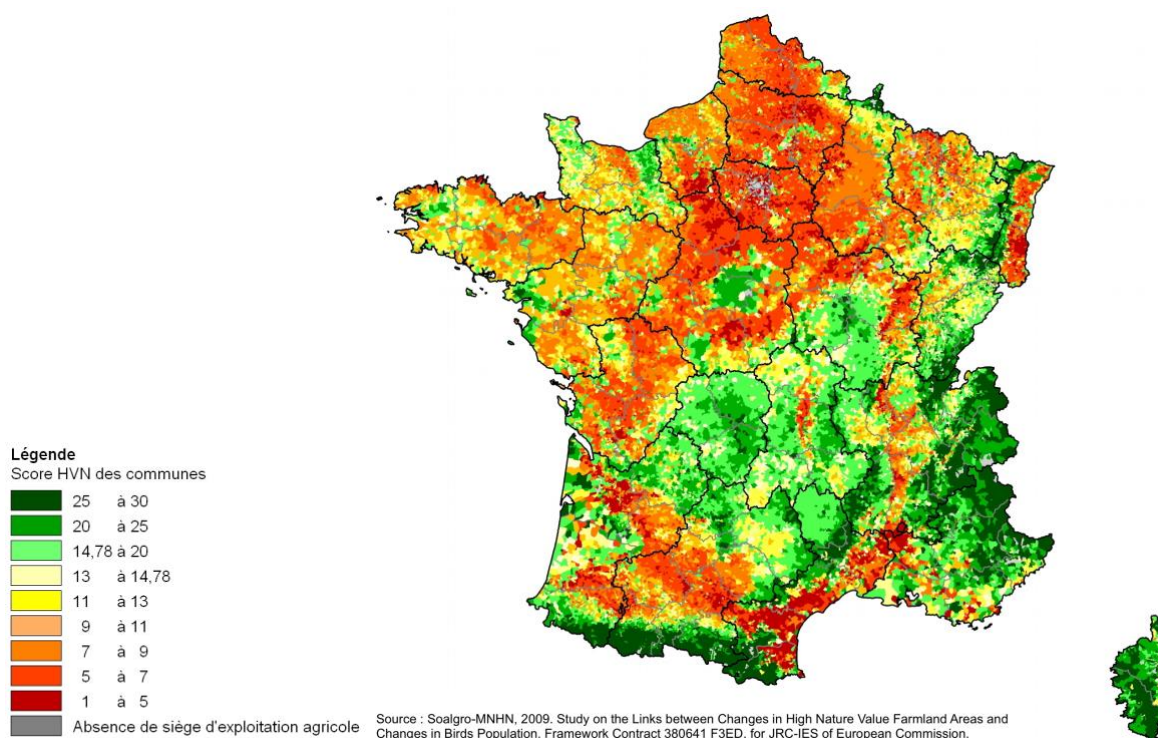 Légende
Score HVN des communes
25 à 30
20 à 25
14,78 à 20
13 à 14,78
11 à 13
9 à 11
7 à 9
5 à 7
1 à 5
Absence de siège d'exploitation agricole
Source : Soalgro-MNHN, 2009. Study on the Links between Changes in High Nature Value Farmland Areas and
Changes in Birds Population. Framework Contract 380641 F3ED. for JRC-IES of European Commission.